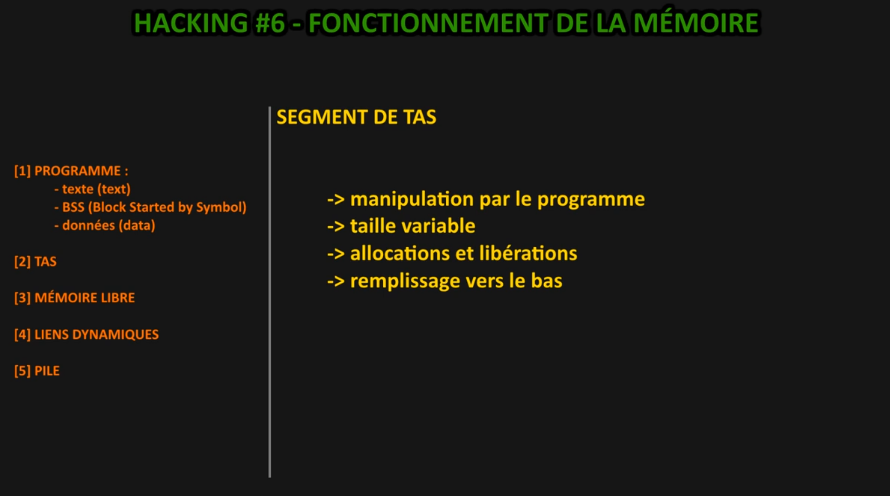 HACKING #6 - FONCTIONNEMENT DE LA MÉMOIRE
[1] PROGRAMME :
- texte (text)
- BSS (Block Started by Symbol)
- données (data)
[2] TAS
[3] MÉMOIRE LIBRE
[4] LIENS DYNAMIQUES
[5] PILE
SEGMENT DE TAS
-> manipulation par le programme
-> taille variable
-> allocations et libérations
-> remplissage vers le bas